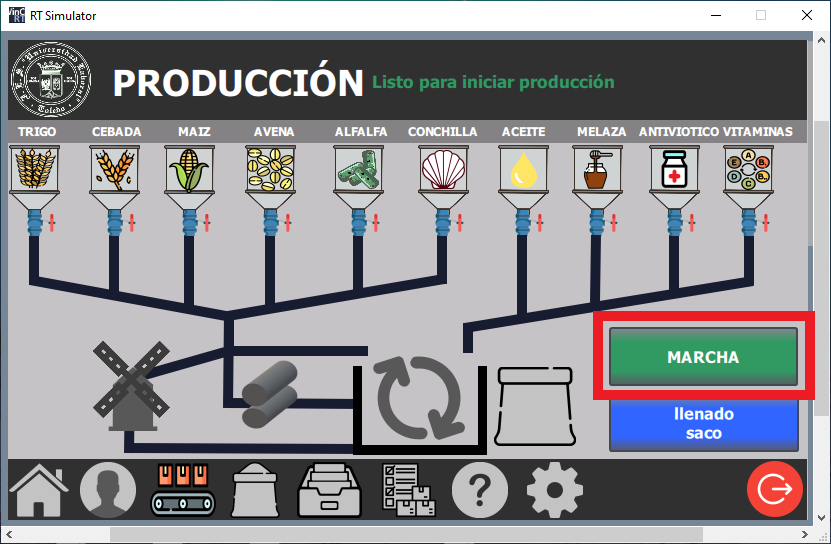 RT Simulator
PRODUCCIÓN
Listo para iniciar producción
TRIGO CEBADA MAIZ AVENA ALFALFA CONCHILLA ACEITE MELAZA ANTIVIOTICO VITAMINAS
A
E B
D B
C B
MARCHA
llenado
saco
?